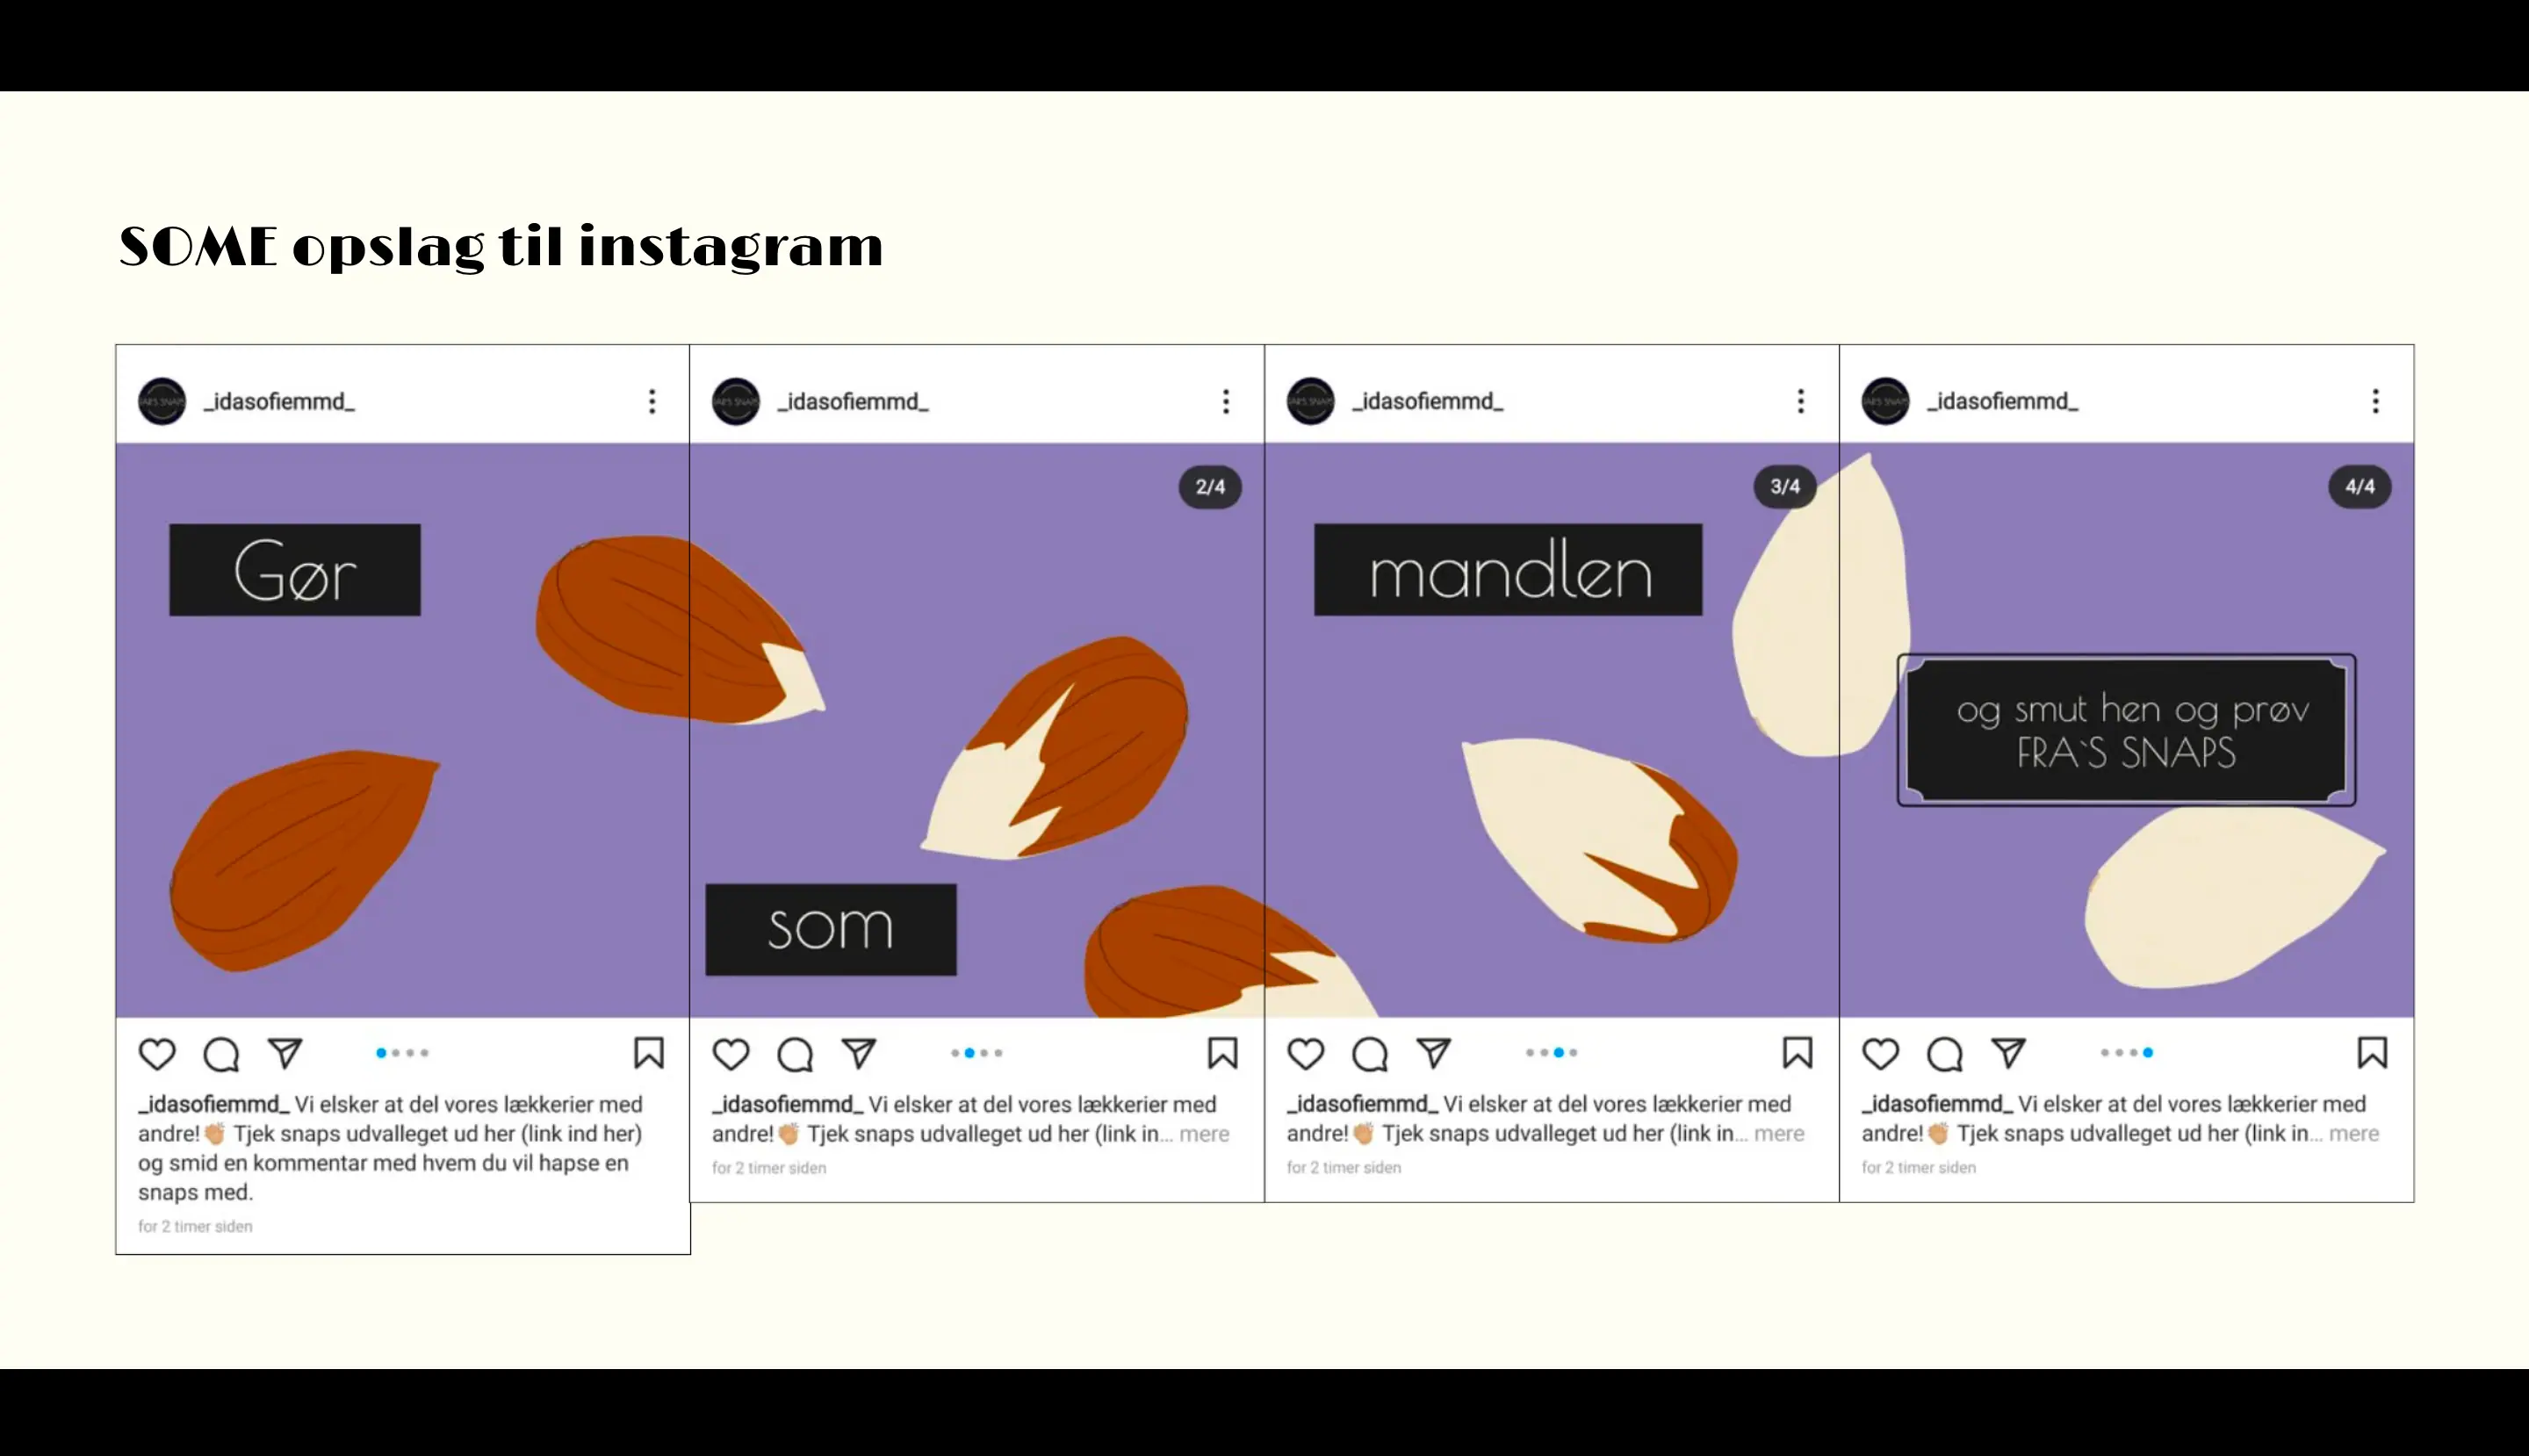 SOME opslag til instagram
_idasofiemmd_
Gør
_idasofiemmd_ Vi elsker at del vores lækkerier med
andre!👏🏼 Tjek snaps udvalleget ud her (link ind her)
og smid en kommentar med hvem du vil hapse en
snaps med.
for 2 timer siden
_idasofiemmd_
2/4
som
_idasofiemmd_ Vi elsker at del vores lækkerier med
andre!👏🏼 Tjek snaps udvalleget ud her (link in... mere
for 2 timer siden
_idasofiemmd_
3/4
mandlen
_idasofiemmd_ Vi elsker at del vores lækkerier med
andre!👏🏼 Tjek snaps udvalleget ud her (link in... mere
for 2 timer siden
_idasofiemmd_
4/4
og smut hen og prøv
FRA`S SNAPS
_idasofiemmd_ Vi elsker at del vores lækkerier med
andre!👏🏼 Tjek snaps udvalleget ud her (link in... mere
for 2 timer siden